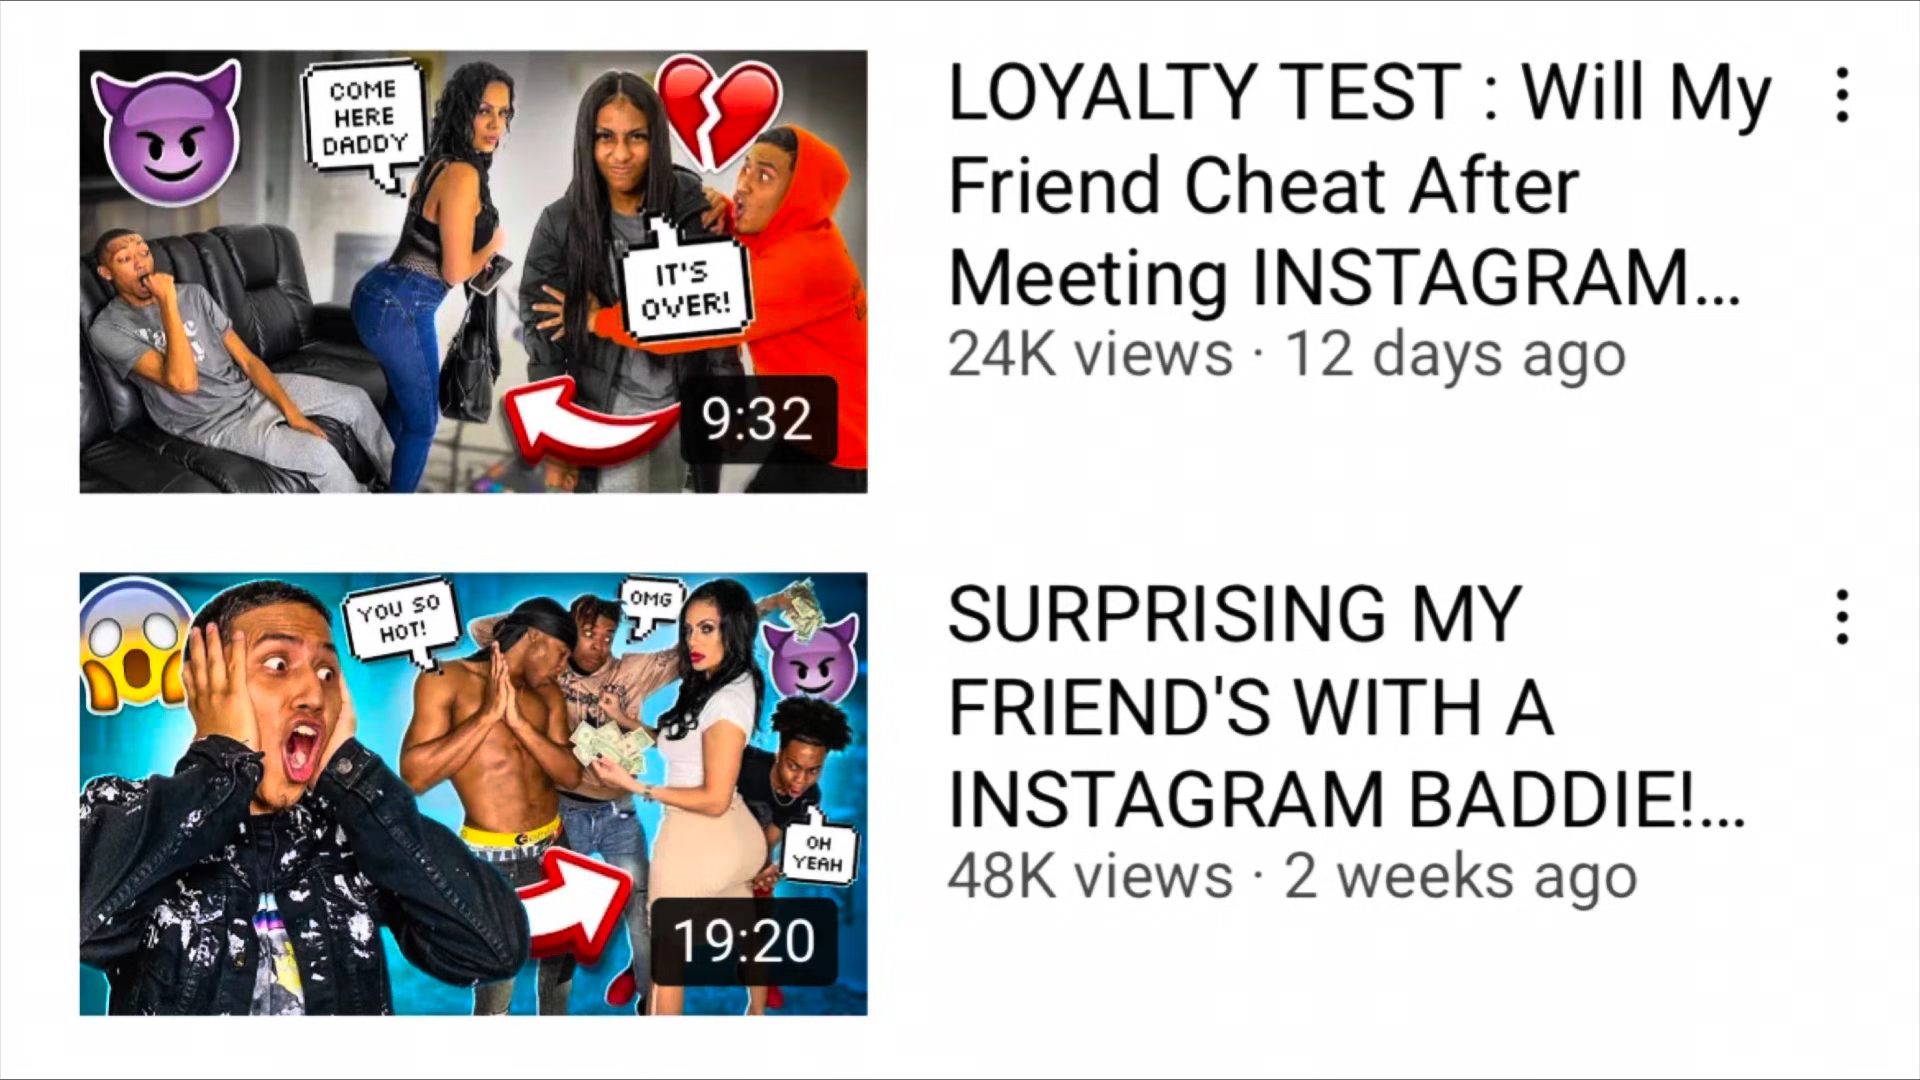 COME
HERE
DADDY
IT'S
OVER!
9:32
LOYALTY TEST : Will My
Friend Cheat After
Meeting INSTAGRAM...
24K views · 12 days ago
YOU SO
HOT!
OMG
OH
YEAH
19:20
SURPRISING MY
FRIEND'S WITH A
INSTAGRAM BADDIE!...
48K views · 2 weeks ago